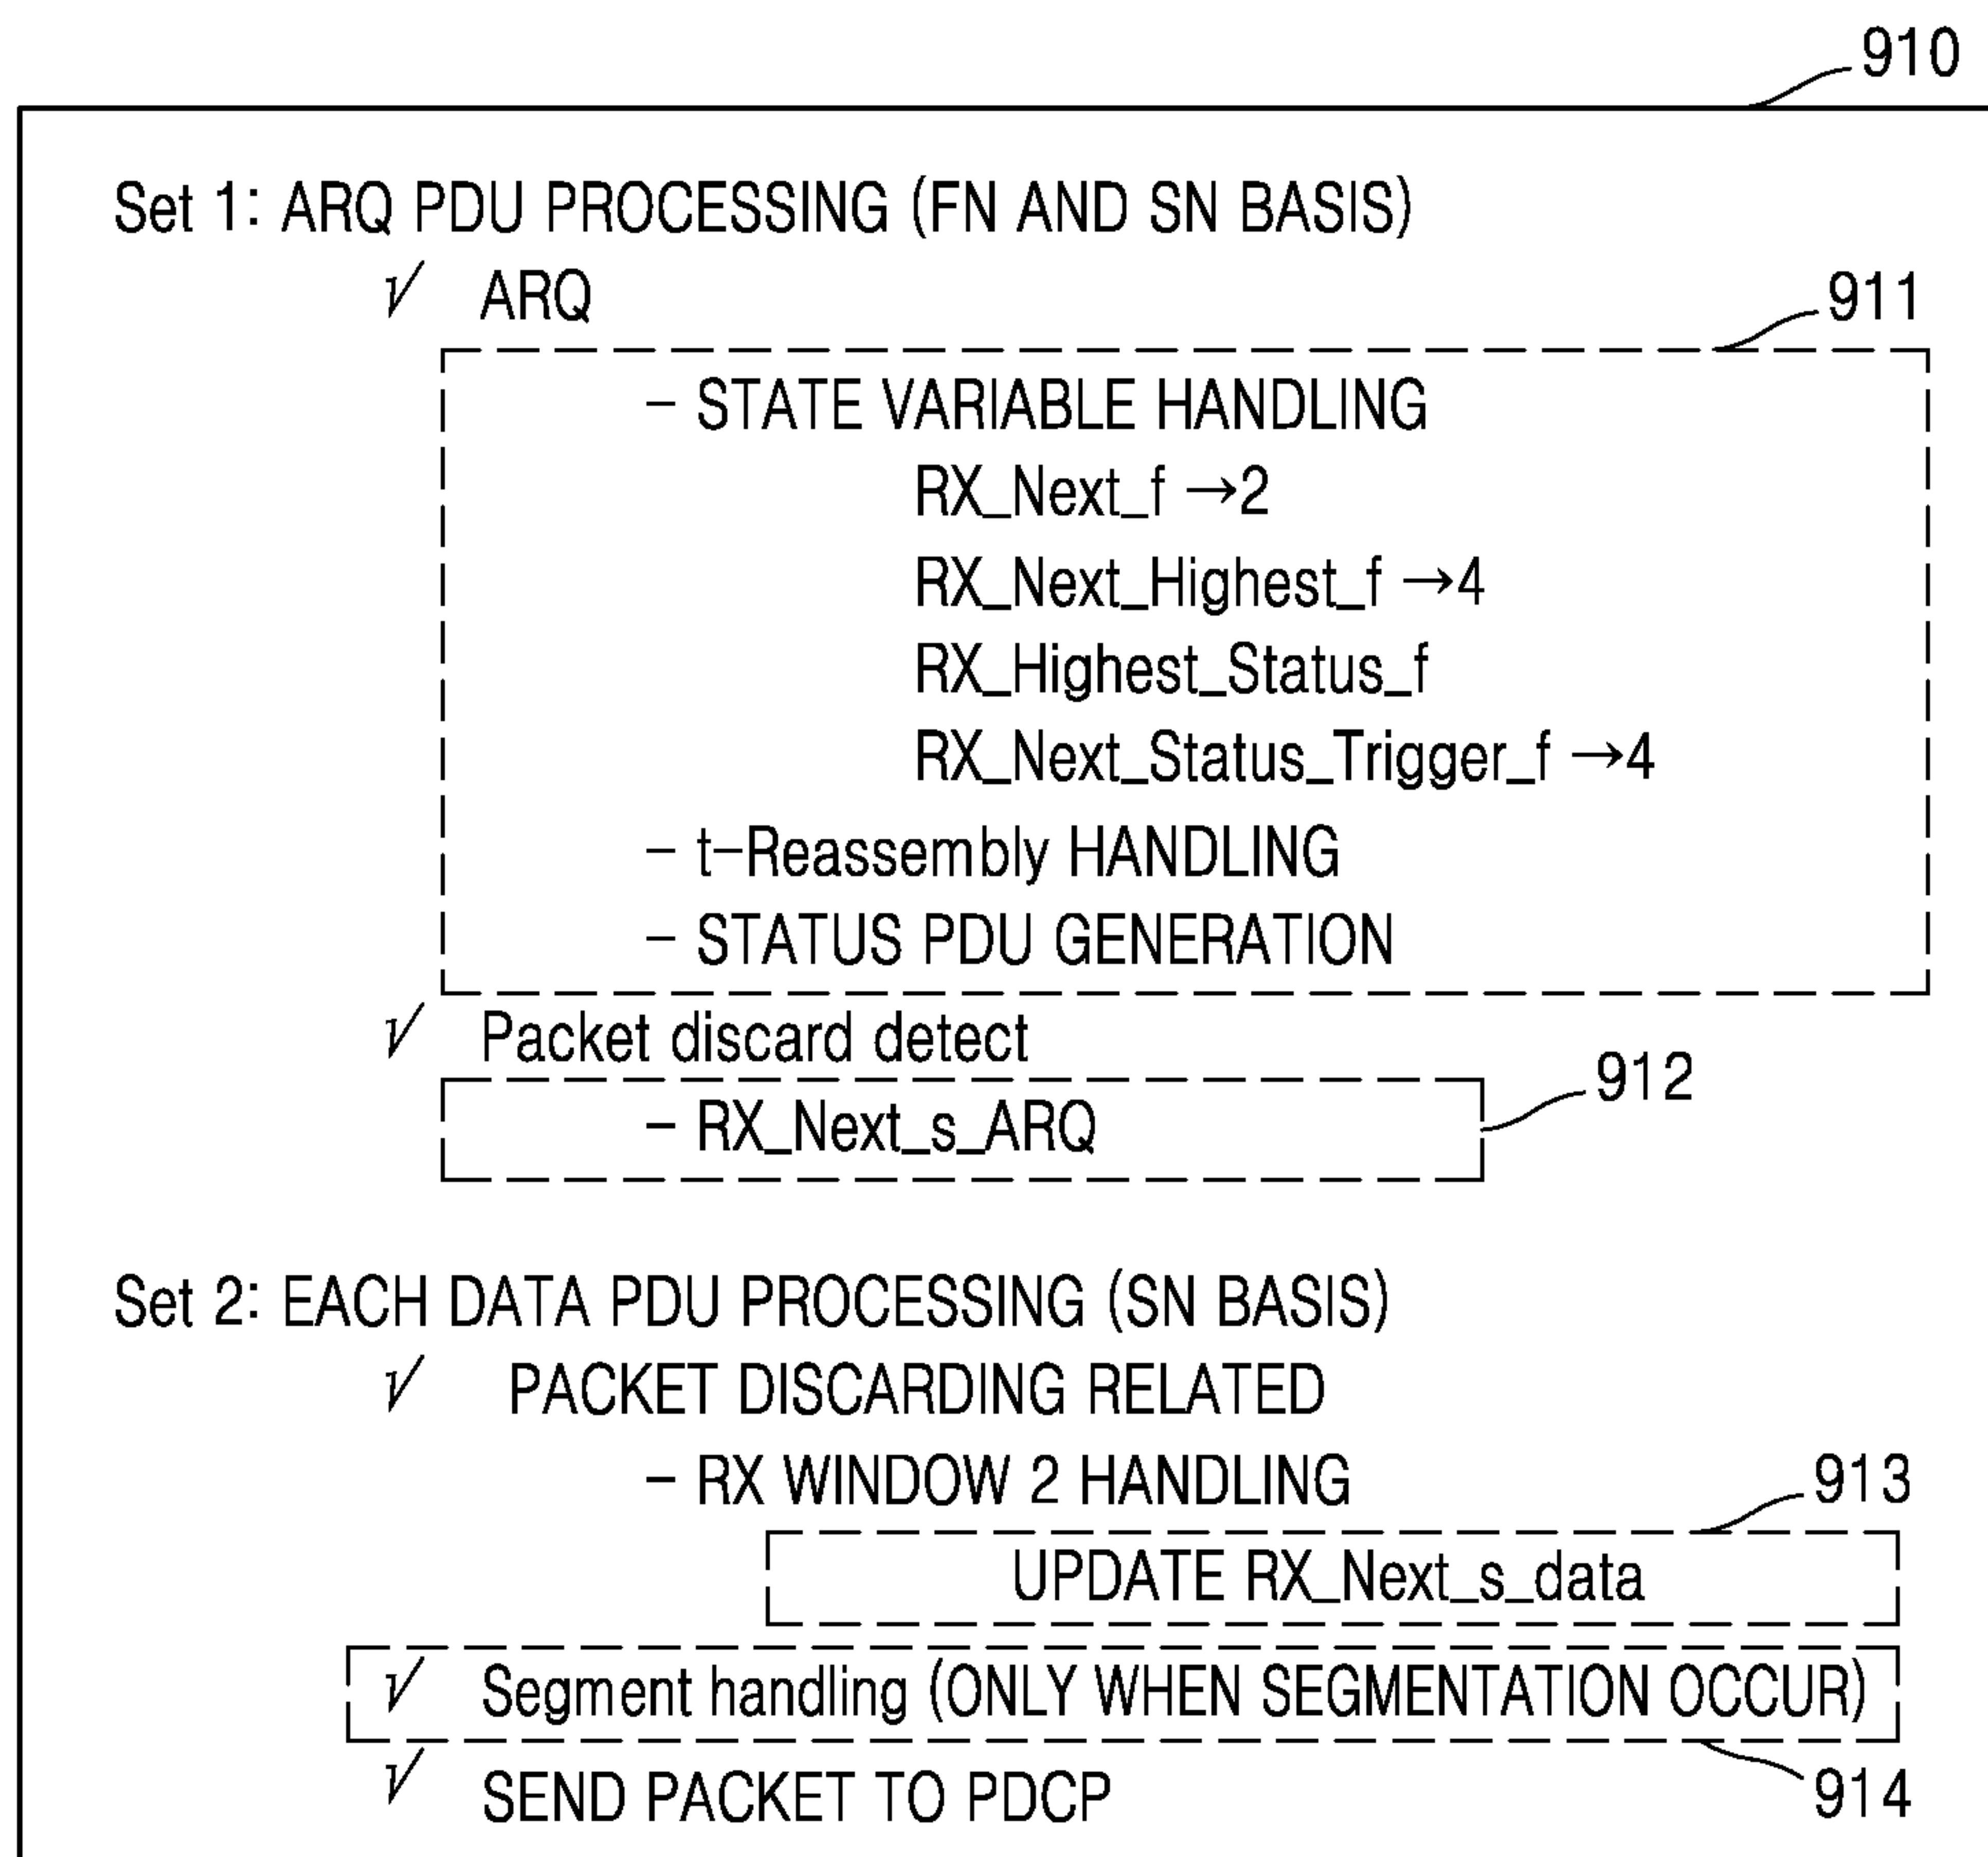 910
Set 1: ARQ PDU PROCESSING (FN AND SN BASIS)
√ ARQ
911
– STATE VARIABLE HANDLING
RX_Next_f →2
RX_Next_Highest_f →4
RX_Highest_Status_f
RX_Next_Status_Trigger_f →4
– t–Reassembly HANDLING
– STATUS PDU GENERATION
√ Packet discard detect
912
– RX_Next_s_ARQ
Set 2: EACH DATA PDU PROCESSING (SN BASIS)
√ PACKET DISCARDING RELATED
– RX WINDOW 2 HANDLING
913
UPDATE RX_Next_s_data
√ Segment handling (ONLY WHEN SEGMENTATION OCCUR)
√ SEND PACKET TO PDCP
914